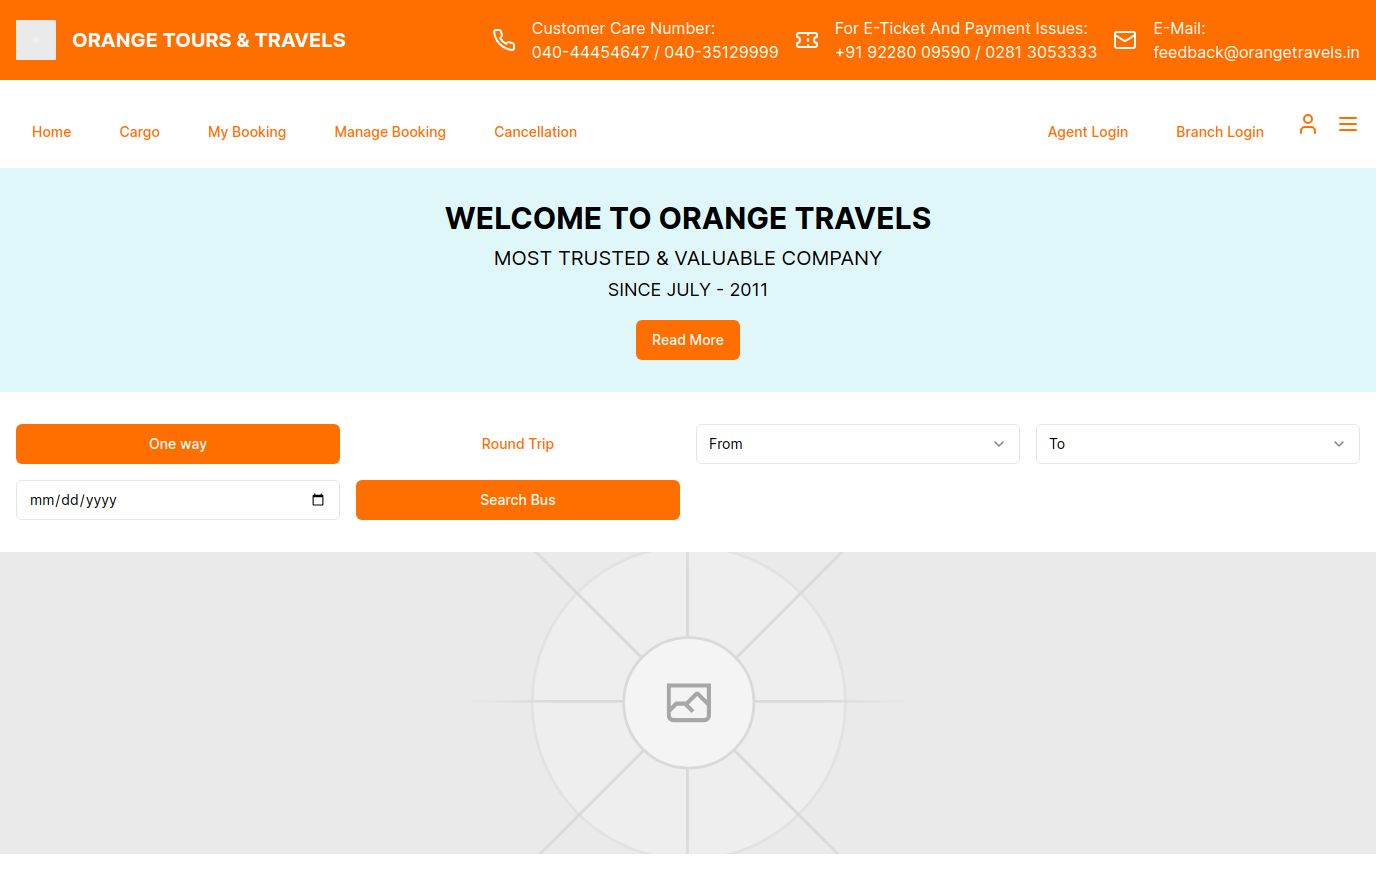 ORANGE TOURS & TRAVELS
Customer Care Number:
040-44454647 / 040-35129999
For E-Ticket And Payment Issues:
+91 92280 09590 / 0281 3053333
E-Mail:
feedback@orangetravels.in
Home
Cargo
My Booking
Manage Booking
Cancellation
Agent Login
Branch Login
WELCOME TO ORANGE TRAVELS
MOST TRUSTED & VALUABLE COMPANY
SINCE JULY - 2011
Read More
One way
Round Trip
From
To
mm/dd/yyyy
Search Bus